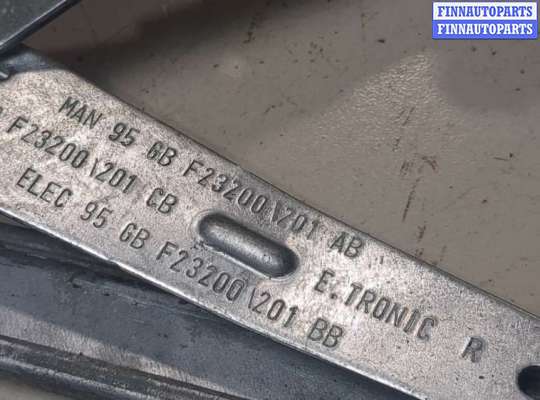 FINNAUTOPARTS
FINNAUTOPARTS
MAN 95 GB F23200\201 AB
F23200\201 CB
ELEC 95 GB F23200\201 BB
E.TRONIC R